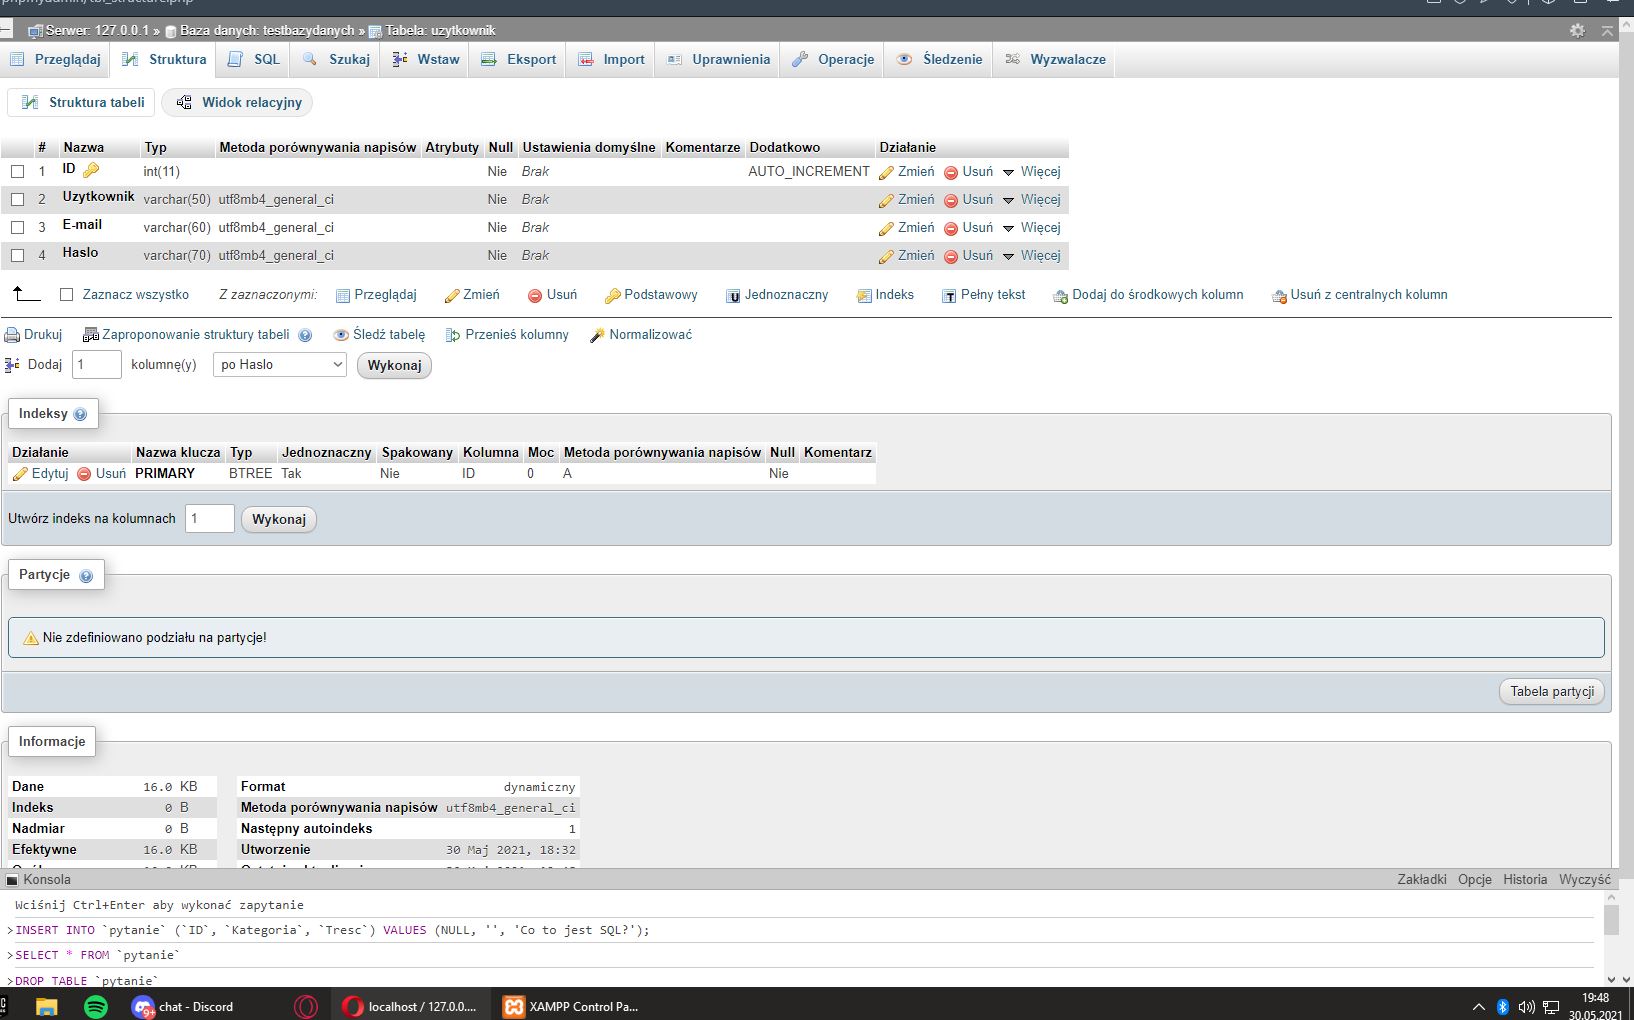 phpmyadmin/tbl_structure.php
Serwer: 127.0.0.1 » Baza danych: testbazydanych » Tabela: uzytkownik
Przeglądaj Struktura SQL Szukaj Wstaw Eksport Import Uprawnienia Operacje Śledzenie Wyzwalacze
Struktura tabeli Widok relacyjny
# Nazwa Typ Metoda porównywania napisów Atrybuty Null Ustawienia domyślne Komentarze Dodatkowo Działanie
1 ID int(11) Nie Brak AUTO_INCREMENT Zmień Usuń Więcej
2 Uzytkownik varchar(50) utf8mb4_general_ci Nie Brak Zmień Usuń Więcej
3 E-mail varchar(60) utf8mb4_general_ci Nie Brak Zmień Usuń Więcej
4 Haslo varchar(70) utf8mb4_general_ci Nie Brak Zmień Usuń Więcej
Zaznacz wszystko Z zaznaczonymi: Przeglądaj Zmień Usuń Podstawowy Jednoznaczny Indeks Pełny tekst Dodaj do środkowych kolumn Usuń z centralnych kolumn
Drukuj Zaproponowanie struktury tabeli Śledź tabelę Przenieś kolumny Normalizować
Dodaj 1 kolumnę(y) po Haslo Wykonaj
Indeksy
Działanie Nazwa klucza Typ Jednoznaczny Spakowany Kolumna Moc Metoda porównywania napisów Null Komentarz
Edytuj Usuń PRIMARY BTREE Tak Nie ID 0 A Nie
Utwórz indeks na kolumnach 1 Wykonaj
Partycje
Nie zdefiniowano podziału na partycje!
Tabela partycji
Informacje
Dane 16.0 KB Format dynamiczny
Indeks 0 B Metoda porównywania napisów utf8mb4_general_ci
Nadmiar 0 B Następny autoindeks 1
Efektywne 16.0 KB Utworzenie 30 Maj 2021, 18:32
Konsola Zakładki Opcje Historia Wyczyść
Wciśnij Ctrl+Enter aby wykonać zapytanie
>INSERT INTO `pytanie` (`ID`, `Kategoria`, `Tresc`) VALUES (NULL, '', 'Co to jest SQL?');
>SELECT * FROM `pytanie`
>DROP TABLE `pytanie`
9+ chat - Discord localhost / 127.0.0.... XAMPP Control Pa... 19:48
30.05.2021